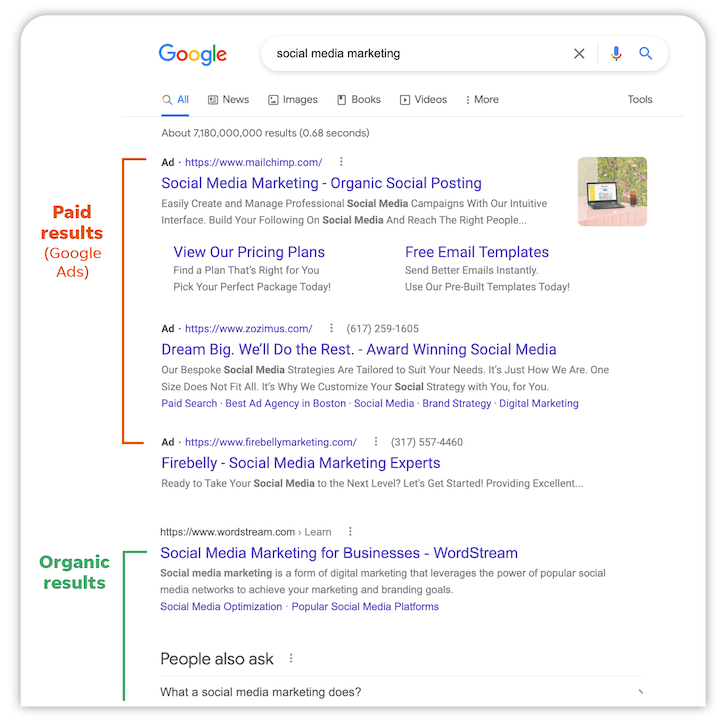 Google
social media marketing
All
News
Images
Books
Videos
More
Tools
About 7,180,000,000 results (0.68 seconds)
Paid
results
(Google
Ads)
Ad · https://www.mailchimp.com/
Social Media Marketing - Organic Social Posting
Easily Create and Manage Professional Social Media Campaigns With Our Intuitive
Interface. Build Your Following On Social Media And Reach The Right People...
View Our Pricing Plans
Find a Plan That's Right for You
Pick Your Perfect Package Today!
Free Email Templates
Send Better Emails Instantly.
Use Our Pre-Built Templates Today!
Ad · https://www.zozimus.com/ (617) 259-1605
Dream Big. We'll Do the Rest. - Award Winning Social Media
Our Bespoke Social Media Strategies Are Tailored to Suit Your Needs. It's Just How We Are. One
Size Does Not Fit All. It's Why We Customize Your Social Strategy with You, for You.
Paid Search · Best Ad Agency in Boston · Social Media · Brand Strategy · Digital Marketing
Ad · https://www.firebellymarketing.com/ (317) 557-4460
Firebelly - Social Media Marketing Experts
Ready to Take Your Social Media to the Next Level? Let's Get Started! Providing Excellent...
Organic
results
https://www.wordstream.com › Learn
Social Media Marketing for Businesses - WordStream
Social media marketing is a form of digital marketing that leverages the power of popular social
media networks to achieve your marketing and branding goals.
Social Media Optimization · Popular Social Media Platforms
People also ask
What a social media marketing does?